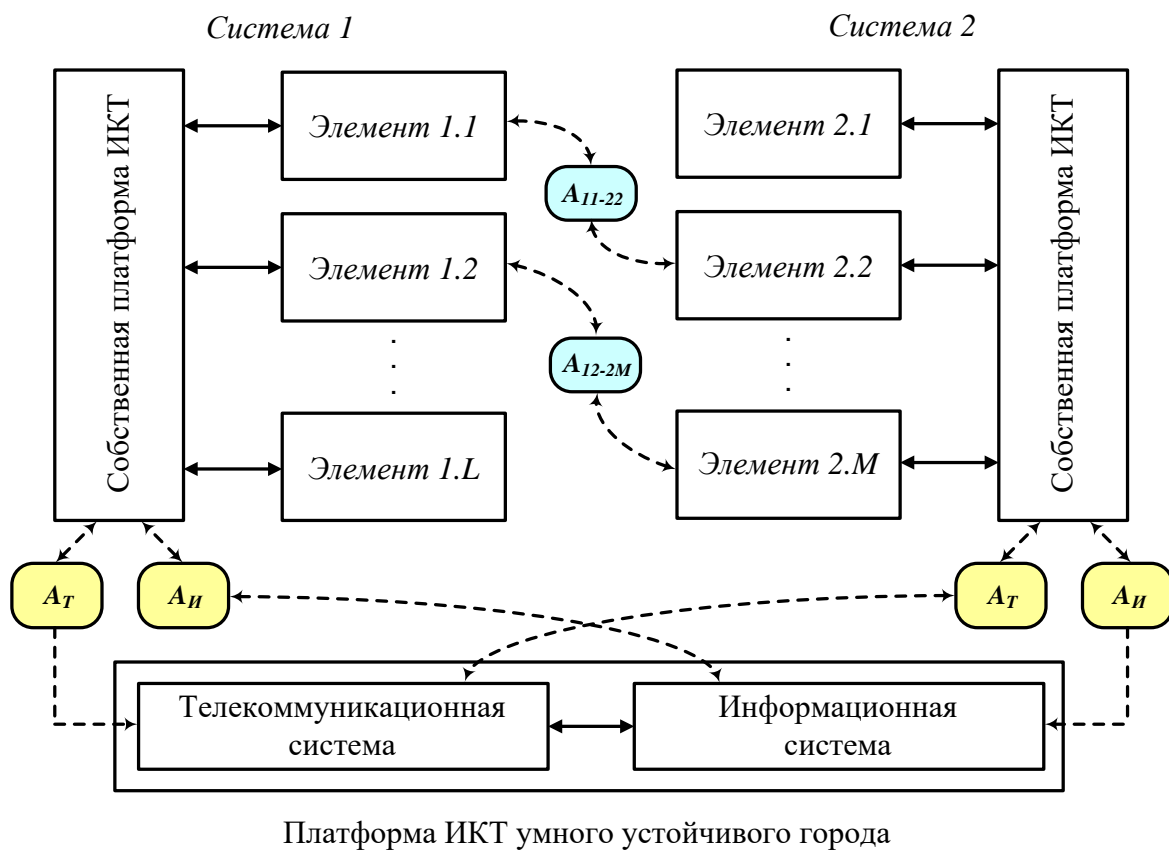 Система 1
Система 2
Собственная платформа ИКТ
Элемент 1.1
Элемент 2.1
Собственная платформа ИКТ
A11-22
Элемент 1.2
Элемент 2.2
A12-2M
Элемент 1.L
Элемент 2.M
AТ
AИ
AТ
AИ
Телекоммуникационная
система
Информационная
система
Платформа ИКТ умного устойчивого города